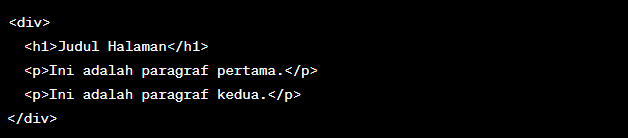 <div>
  <h1>Judul Halaman</h1>
  <p>Ini adalah paragraf pertama.</p>
  <p>Ini adalah paragraf kedua.</p>
</div>